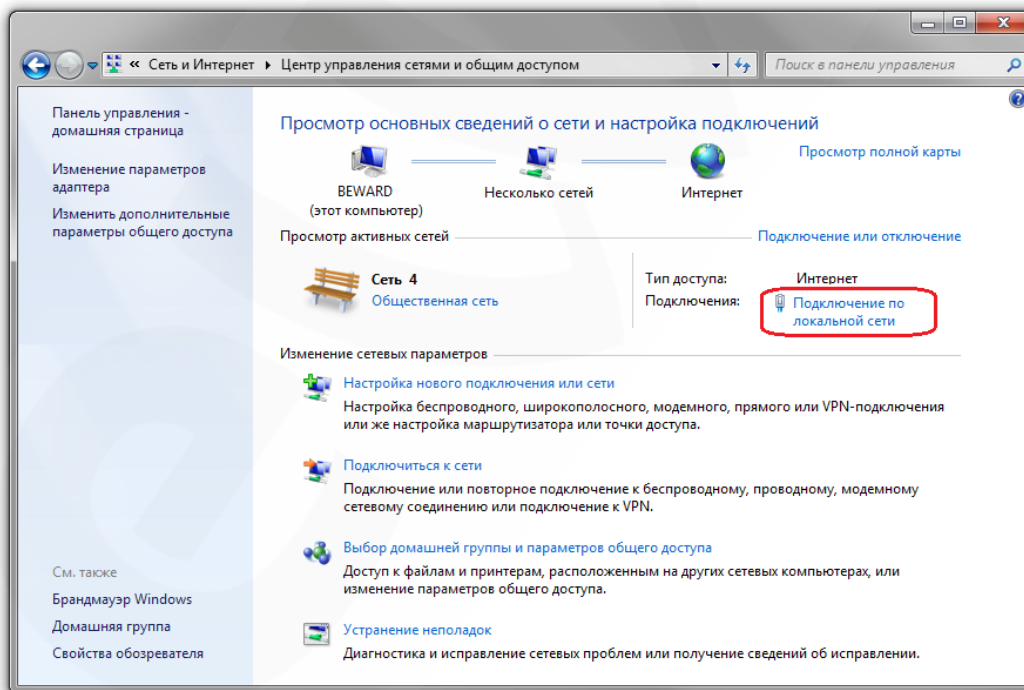 « Сеть и Интернет ▸ Центр управления сетями и общим доступом
Поиск в панели управления
Панель управления -
домашняя страница
Изменение параметров
адаптера
Изменить дополнительные
параметры общего доступа
См. также
Брандмауэр Windows
Домашняя группа
Свойства обозревателя
Просмотр основных сведений о сети и настройка подключений
Просмотр полной карты
BEWARD
(этот компьютер)
Несколько сетей
Интернет
Просмотр активных сетей
Подключение или отключение
Сеть 4
Общественная сеть
Тип доступа: Интернет
Подключения: Подключение по
локальной сети
Изменение сетевых параметров
Настройка нового подключения или сети
Настройка беспроводного, широкополосного, модемного, прямого или VPN-подключения
или же настройка маршрутизатора или точки доступа.
Подключиться к сети
Подключение или повторное подключение к беспроводному, проводному, модемному
сетевому соединению или подключение к VPN.
Выбор домашней группы и параметров общего доступа
Доступ к файлам и принтерам, расположенным на других сетевых компьютерах, или
изменение параметров общего доступа.
Устранение неполадок
Диагностика и исправление сетевых проблем или получение сведений об исправлении.